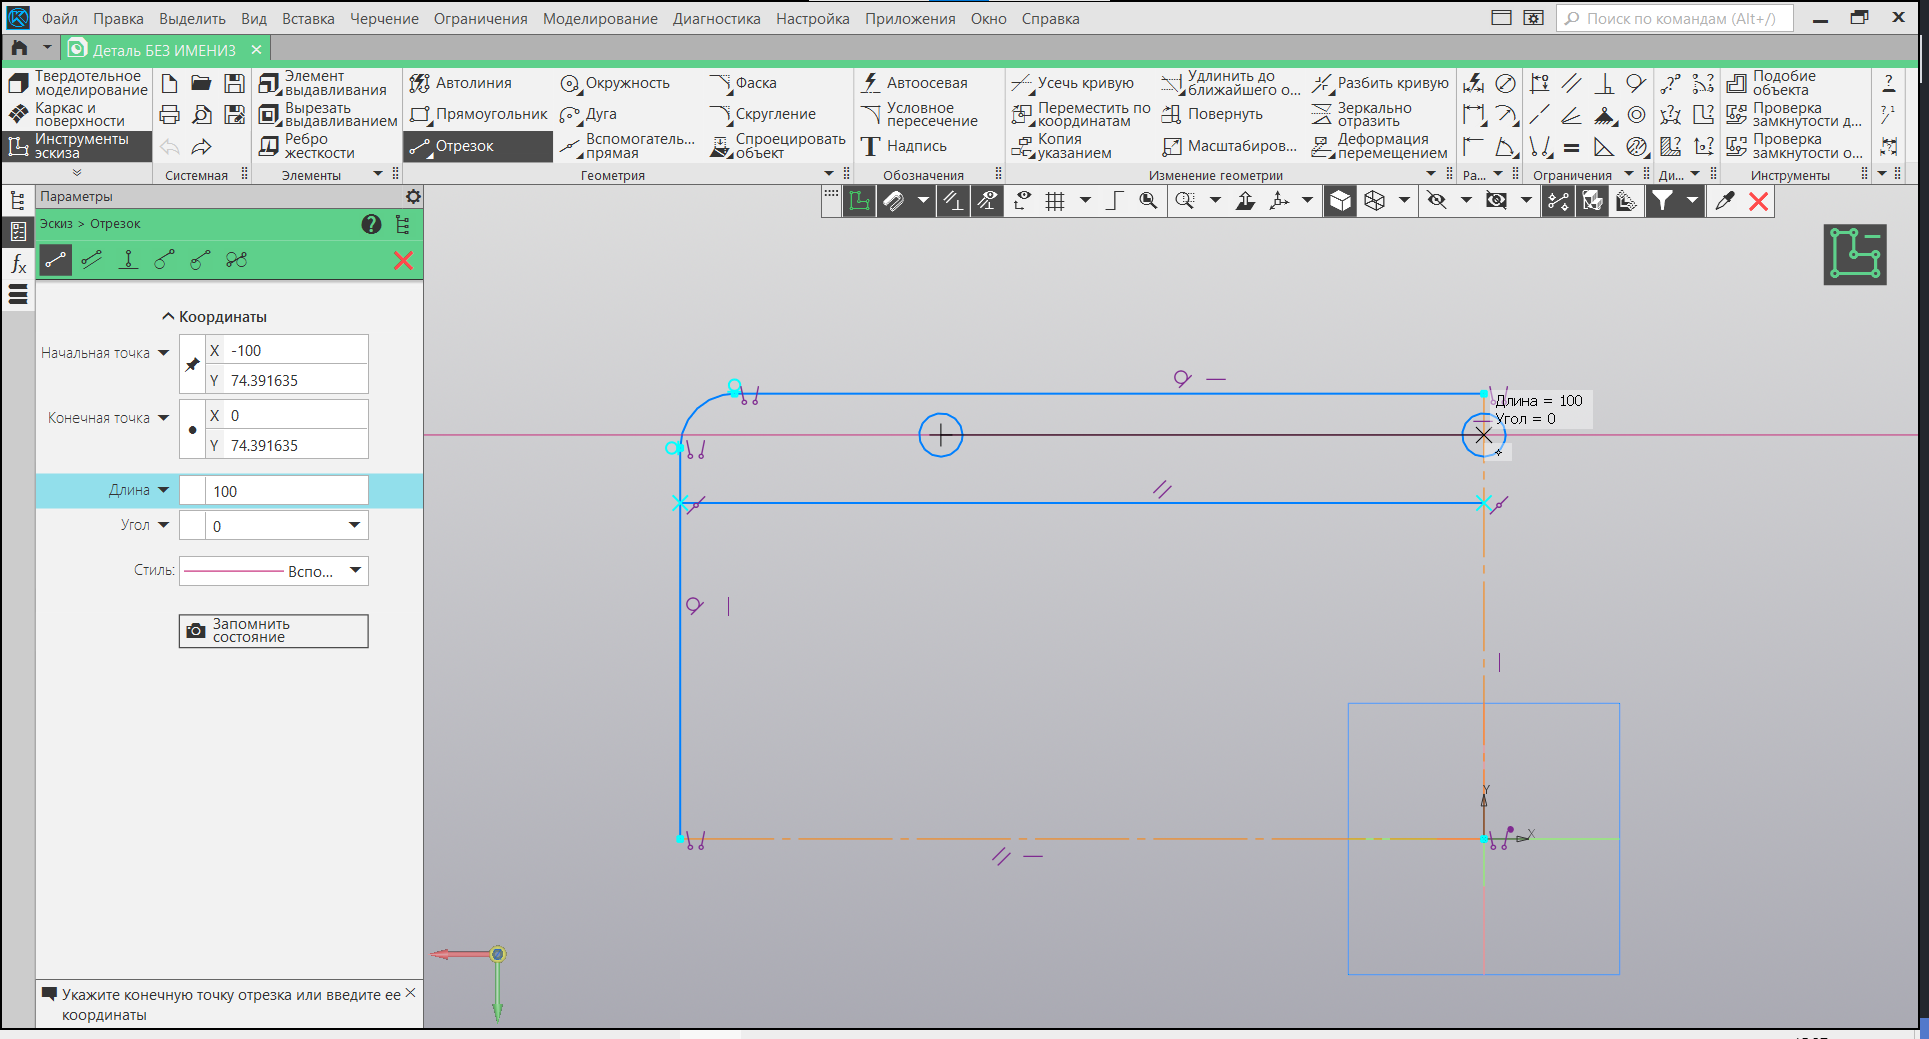 Файл Правка Выделить Вид Вставка Черчение Ограничения Моделирование Диагностика Настройка Приложения Окно Справка
Поиск по командам (Alt+/)
Деталь БЕЗ ИМЕНИ3
Твердотельное моделирование
Каркас и поверхности
Инструменты эскиза
Системная
Элемент выдавливания
Вырезать выдавливанием
Ребро жесткости
Элементы
Автолиния
Прямоугольник
Отрезок
Окружность
Дуга
Вспомогатель... прямая
Фаска
Скругление
Спроецировать объект
Геометрия
Автоосевая
Условное пересечение
Надпись
Обозначения
Усечь кривую
Переместить по координатам
Копия указанием
Удлинить до ближайшего о...
Повернуть
Масштабиров...
Разбить кривую
Зеркально отразить
Деформация перемещением
Изменение геометрии
Ра...
Ограничения
Ди...
Подобие объекта
Проверка замкнутости д...
Проверка замкнутости о...
Инструменты
Параметры
Эскиз > Отрезок
Координаты
Начальная точка
X -100
Y 74.391635
Конечная точка
X 0
Y 74.391635
Длина 100
Угол 0
Стиль: Вспо...
Запомнить состояние
Укажите конечную точку отрезка или введите ее
координаты
Длина = 100
Угол = 0
Y
X